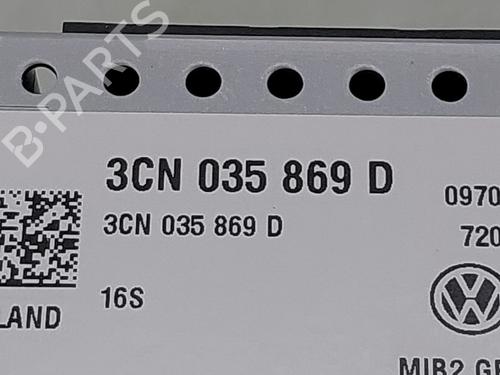 B-PARTS
3CN 035 869 D
0970
3CN 035 869 D
720
16S
LAND
MIB2 GP